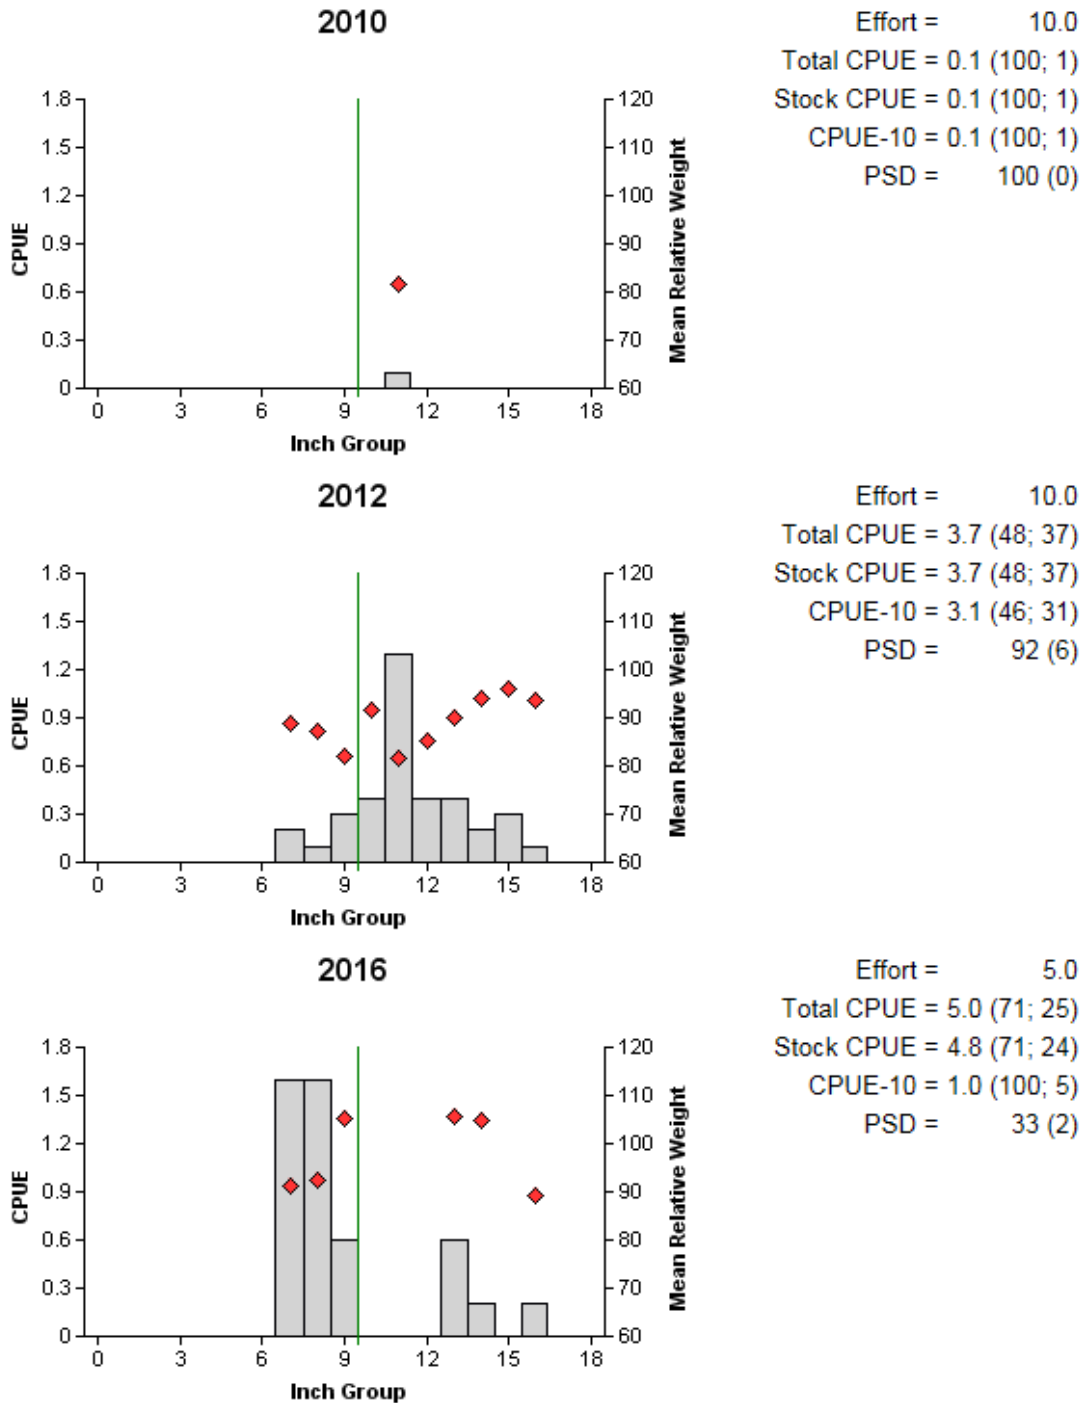 2010
Effort = 10.0
Total CPUE = 0.1 (100; 1)
Stock CPUE = 0.1 (100; 1)
CPUE-10 = 0.1 (100; 1)
PSD = 100 (0)
1.8
1.5
1.2
0.9
0.6
0.3
0
CPUE
120
110
100
90
80
70
60
Mean Relative Weight
0 3 6 9 12 15 18
Inch Group
2012
Effort = 10.0
Total CPUE = 3.7 (48; 37)
Stock CPUE = 3.7 (48; 37)
CPUE-10 = 3.1 (46; 31)
PSD = 92 (6)
1.8
1.5
1.2
0.9
0.6
0.3
0
CPUE
120
110
100
90
80
70
60
Mean Relative Weight
0 3 6 9 12 15 18
Inch Group
2016
Effort = 5.0
Total CPUE = 5.0 (71; 25)
Stock CPUE = 4.8 (71; 24)
CPUE-10 = 1.0 (100; 5)
PSD = 33 (2)
1.8
1.5
1.2
0.9
0.6
0.3
0
CPUE
120
110
100
90
80
70
60
Mean Relative Weight
0 3 6 9 12 15 18
Inch Group